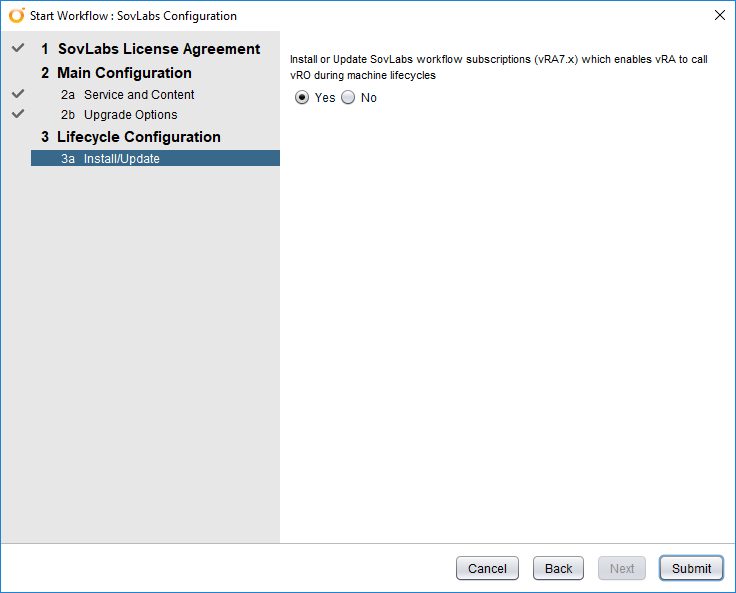 Start Workflow : SovLabs Configuration
1 SovLabs License Agreement
2 Main Configuration
2a Service and Content
2b Upgrade Options
3 Lifecycle Configuration
3a Install/Update
Install or Update SovLabs workflow subscriptions (vRA7.x) which enables vRA to call
vRO during machine lifecycles
Yes No
Cancel Back Next Submit